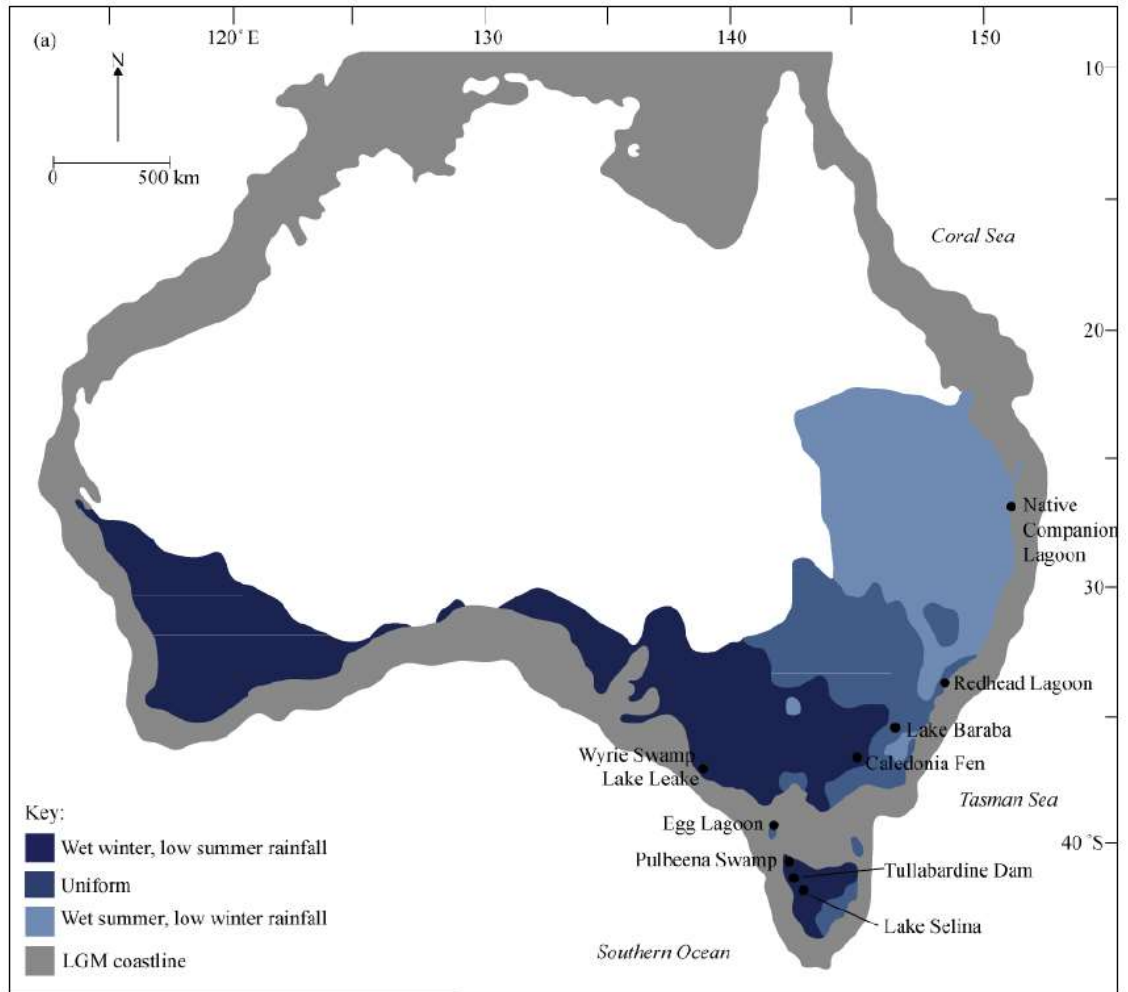 (a)
120° E
130
140
150
N
10
0
500 km
Coral Sea
20
Native
Companion
Lagoon
30
Redhead Lagoon
Lake Baraba
Wyrie Swamp
Lake Leake
Caledonia Fen
Tasman Sea
Key:
Egg Lagoon
Wet winter, low summer rainfall
40 °S
Pulbeena Swamp
Tullabardine Dam
Uniform
Wet summer, low winter rainfall
Lake Selina
Southern Ocean
LGM coastline